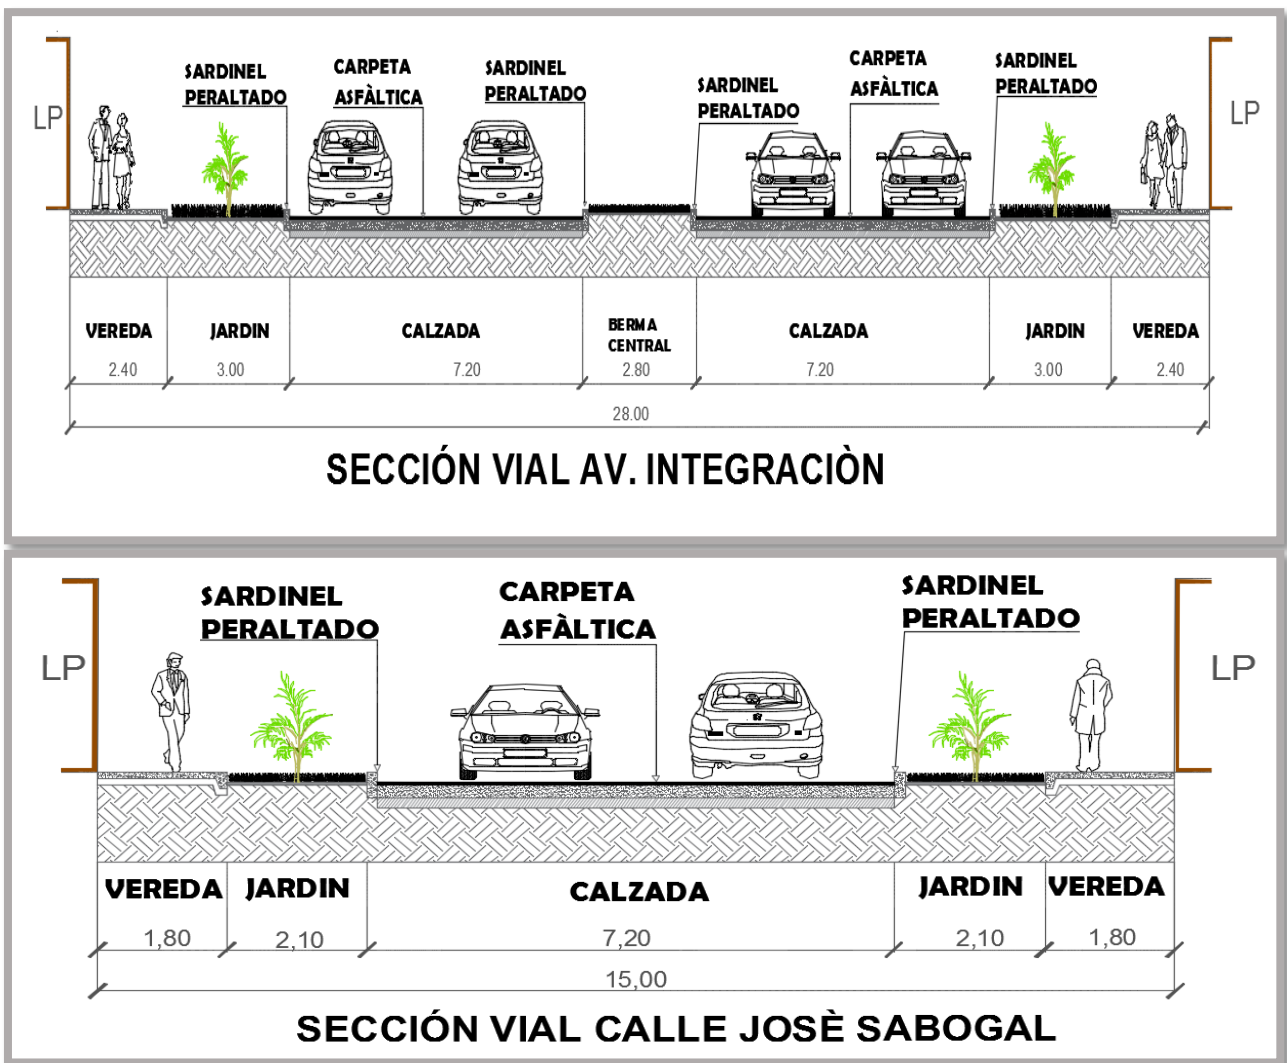 SARDINEL
PERALTADO
CARPETA
ASFÀLTICA
SARDINEL
PERALTADO
SARDINEL
PERALTADO
CARPETA
ASFÀLTICA
SARDINEL
PERALTADO
LP
LP
VEREDA
JARDIN
CALZADA
BERMA
CENTRAL
CALZADA
JARDIN
VEREDA
2.40
3.00
7.20
2.80
7.20
3.00
2.40
28.00
SECCIÓN VIAL AV. INTEGRACIÒN
SARDINEL
PERALTADO
CARPETA
ASFÀLTICA
SARDINEL
PERALTADO
LP
LP
VEREDA
JARDIN
CALZADA
JARDIN
VEREDA
1,80
2,10
7,20
2,10
1,80
15,00
SECCIÓN VIAL CALLE JOSÈ SABOGAL